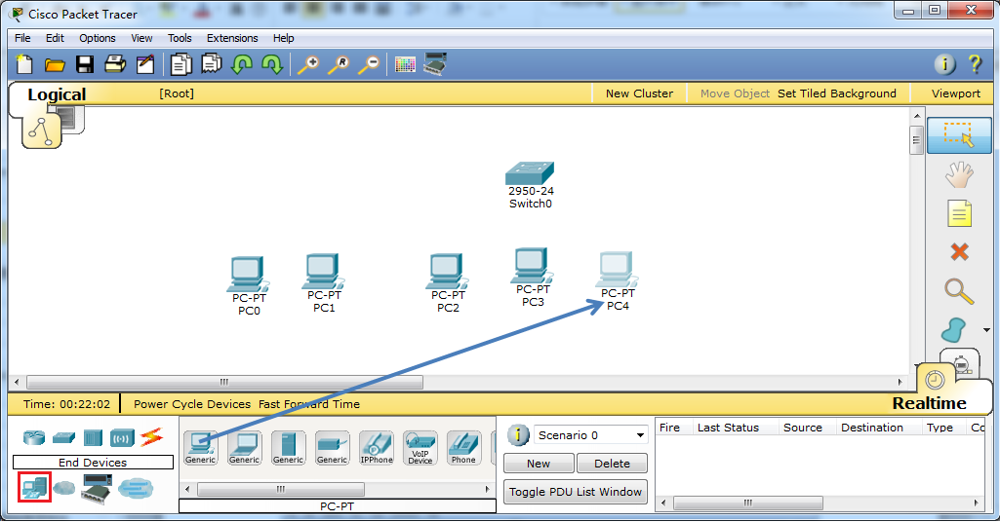 Cisco Packet Tracer
File Edit Options View Tools Extensions Help
Logical [Root] New Cluster Move Object Set Tiled Background Viewport
2950-24
Switch0
PC-PT
PC0
PC-PT
PC1
PC-PT
PC2
PC-PT
PC3
PC-PT
PC4
Time: 00:22:02 Power Cycle Devices Fast Forward Time
Realtime
End Devices
Generic Generic Generic Generic IPPhone VoIP Device Phone
PC-PT
Scenario 0
New Delete
Toggle PDU List Window
Fire Last Status Source Destination Type Co